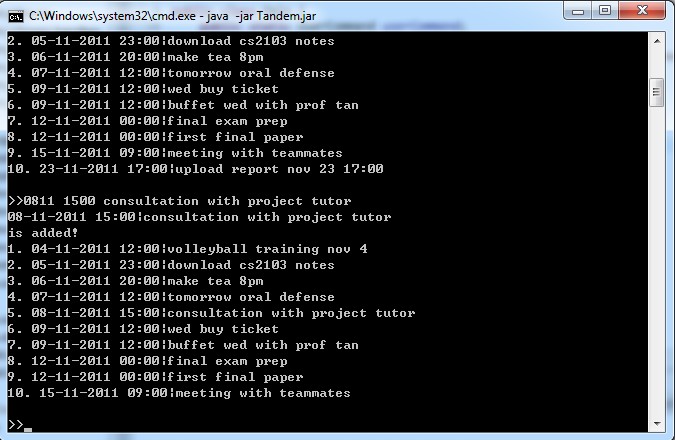 C:\Windows\system32\cmd.exe - java  -jar Tandem.jar
2. 05-11-2011 23:00¦download cs2103 notes
3. 06-11-2011 20:00¦make tea 8pm
4. 07-11-2011 12:00¦tomorrow oral defense
5. 09-11-2011 12:00¦wed buy ticket
6. 09-11-2011 12:00¦buffet wed with prof tan
7. 12-11-2011 00:00¦final exam prep
8. 12-11-2011 00:00¦first final paper
9. 15-11-2011 09:00¦meeting with teammates
10. 23-11-2011 17:00¦upload report nov 23 17:00
>>0811 1500 consultation with project tutor
08-11-2011 15:00¦consultation with project tutor
is added!
1. 04-11-2011 12:00¦volleyball training nov 4
2. 05-11-2011 23:00¦download cs2103 notes
3. 06-11-2011 20:00¦make tea 8pm
4. 07-11-2011 12:00¦tomorrow oral defense
5. 08-11-2011 15:00¦consultation with project tutor
6. 09-11-2011 12:00¦wed buy ticket
7. 09-11-2011 12:00¦buffet wed with prof tan
8. 12-11-2011 00:00¦final exam prep
9. 12-11-2011 00:00¦first final paper
10. 15-11-2011 09:00¦meeting with teammates
>>_